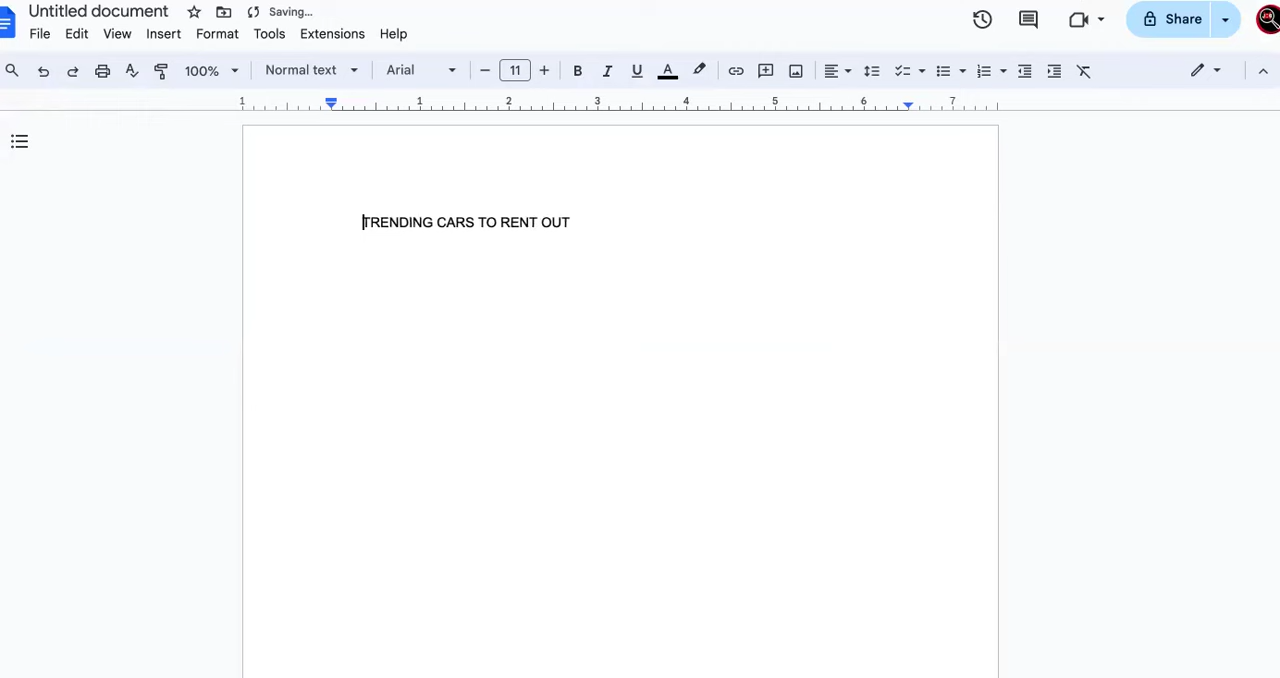 Untitled document Saving...
File Edit View Insert Format Tools Extensions Help Share
100% Normal text Arial 11 B I U A
1 1 2 3 4 5 6 7
TRENDING CARS TO RENT OUT